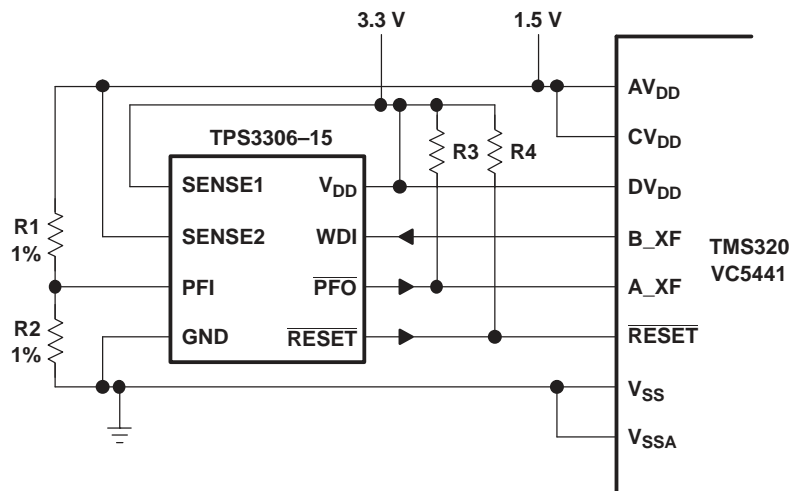 3.3 V
1.5 V
TPS3306–15
R3
R4
R1
1%
R2
1%
SENSE1
SENSE2
PFI
GND
VDD
WDI
PFO
RESET
AVDD
CVDD
DVDD
B_XF
A_XF
RESET
VSS
VSSA
TMS320
VC5441